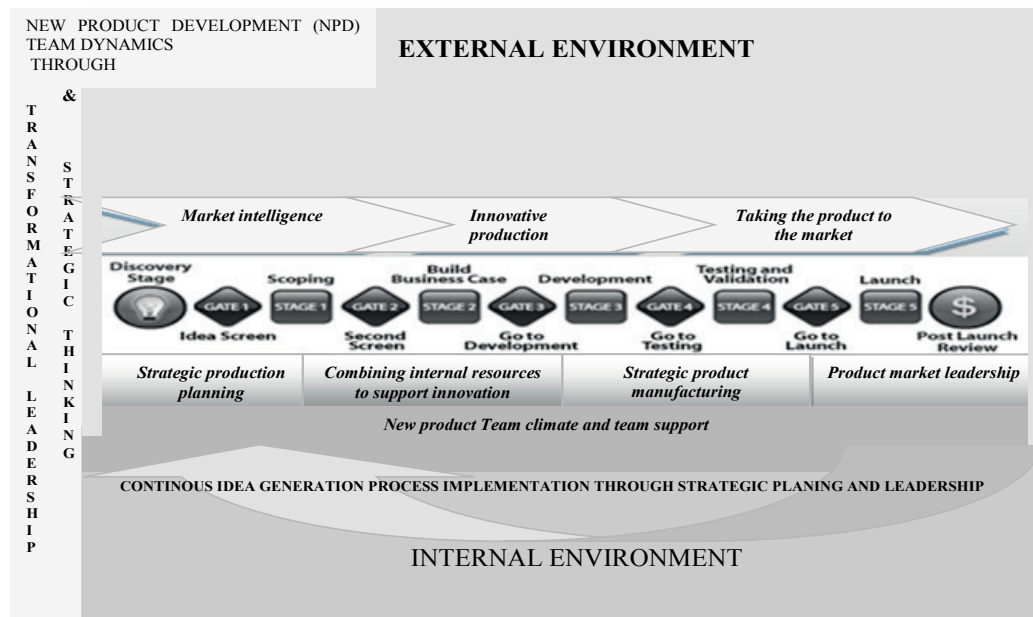 NEW PRODUCT DEVELOPMENT (NPD)
TEAM DYNAMICS
THROUGH
EXTERNAL ENVIRONMENT
TRANSFORMATIONAL LEADERSHIP
& STRATEGIC THINKING
Market intelligence
Innovative
production
Taking the product to
the market
Discovery
Stage
Scoping
Build
Business Case
Development
Testing and
Validation
Launch
GATE 1
STAGE 1
GATE 2
STAGE 2
GATE 3
STAGE 3
GATE 4
STAGE 4
GATE 5
STAGE 5
$
Idea Screen
Second
Screen
Go to
Development
Go to
Testing
Go to
Launch
Post Launch
Review
Strategic production
planning
Combining internal resources
to support innovation
Strategic product
manufacturing
Product market leadership
New product Team climate and team support
CONTINOUS IDEA GENERATION PROCESS IMPLEMENTATION THROUGH STRATEGIC PLANING AND LEADERSHIP
INTERNAL ENVIRONMENT